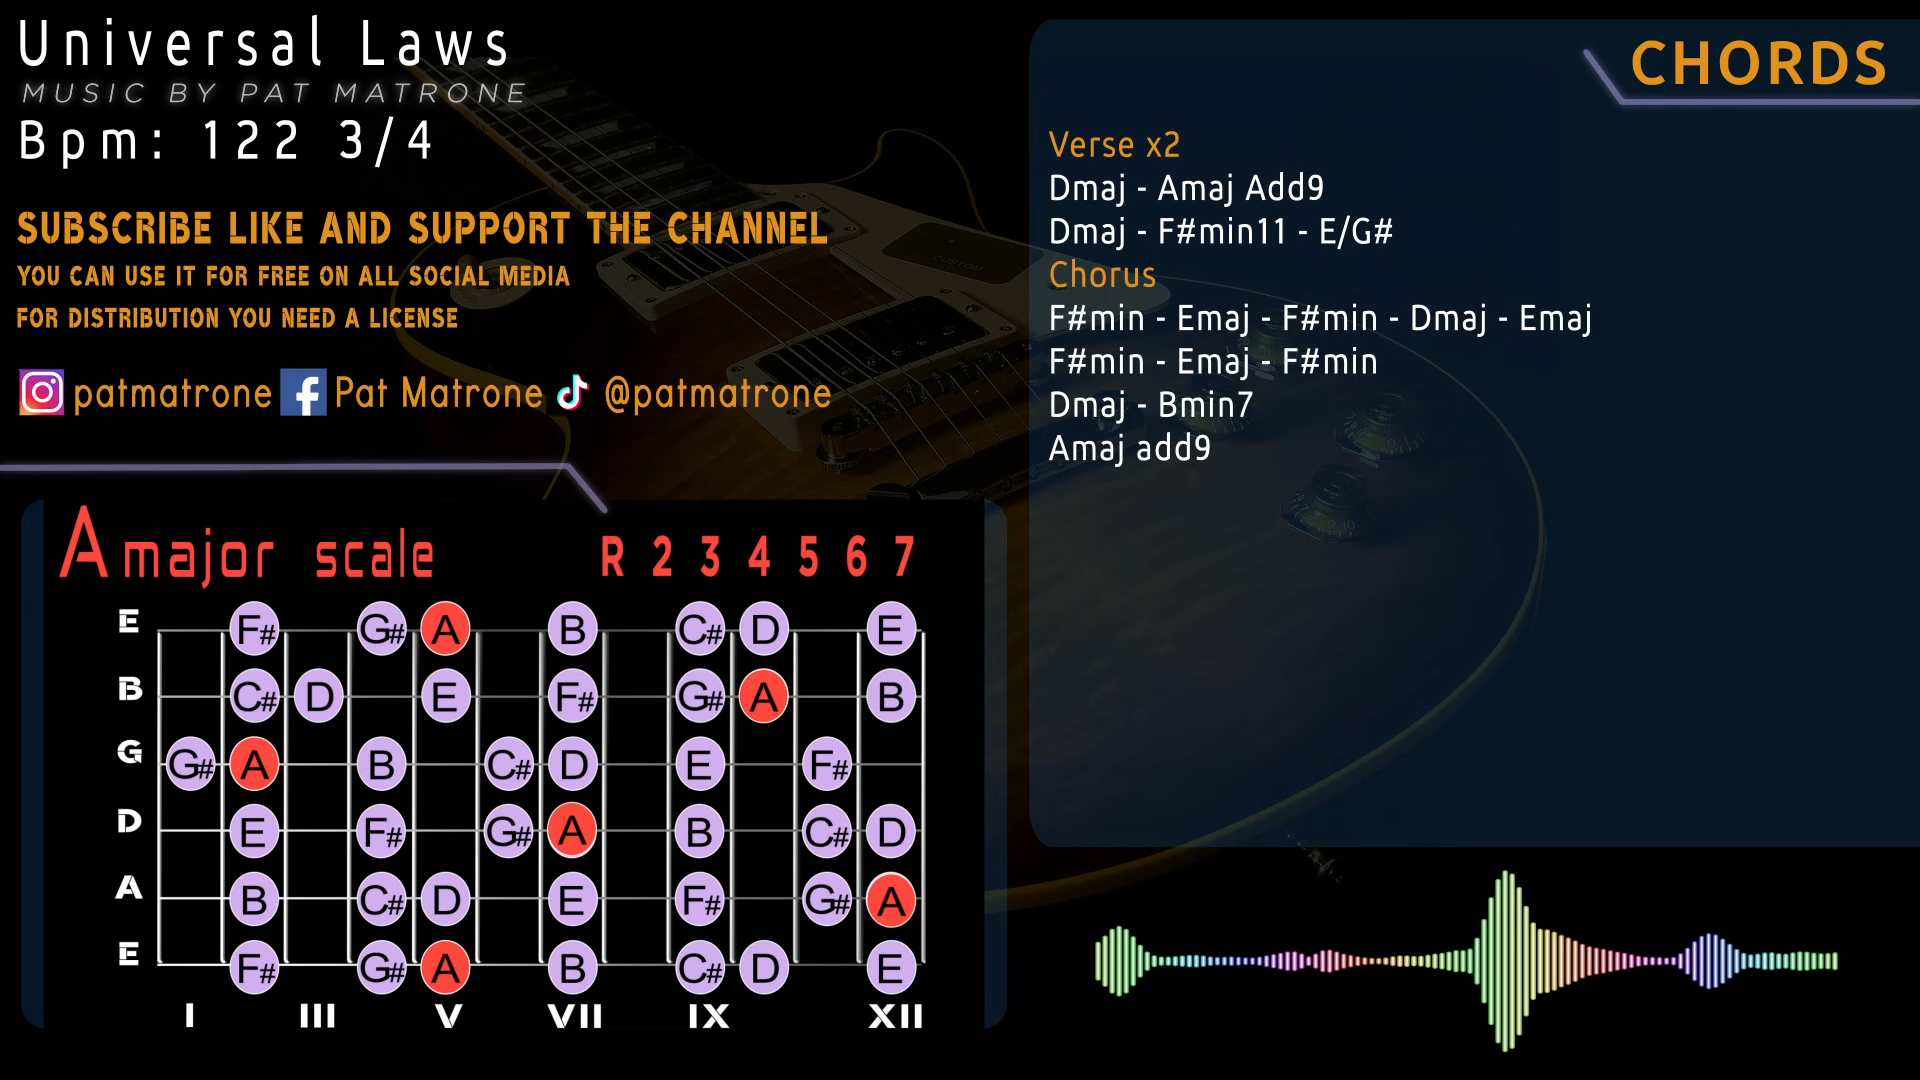 Universal Laws
MUSIC BY PAT MATRONE
Bpm: 122 3/4
SUBSCRIBE LIKE AND SUPPORT THE CHANNEL
YOU CAN USE IT FOR FREE ON ALL SOCIAL MEDIA
FOR DISTRIBUTION YOU NEED A LICENSE
patmatrone Pat Matrone @patmatrone
CHORDS
Verse x2
Dmaj - Amaj Add9
Dmaj - F#min11 - E/G#
Chorus
F#min - Emaj - F#min - Dmaj - Emaj
F#min - Emaj - F#min
Dmaj - Bmin7
Amaj add9
A major scale R 2 3 4 5 6 7
E F# G# A B C# D E
B C# D E F# G# A B
G G# A B C# D E F#
D E F# G# A B C# D
A B C# D E F# G# A
E F# G# A B C# D E
I III V VII IX XII
CUSTOM